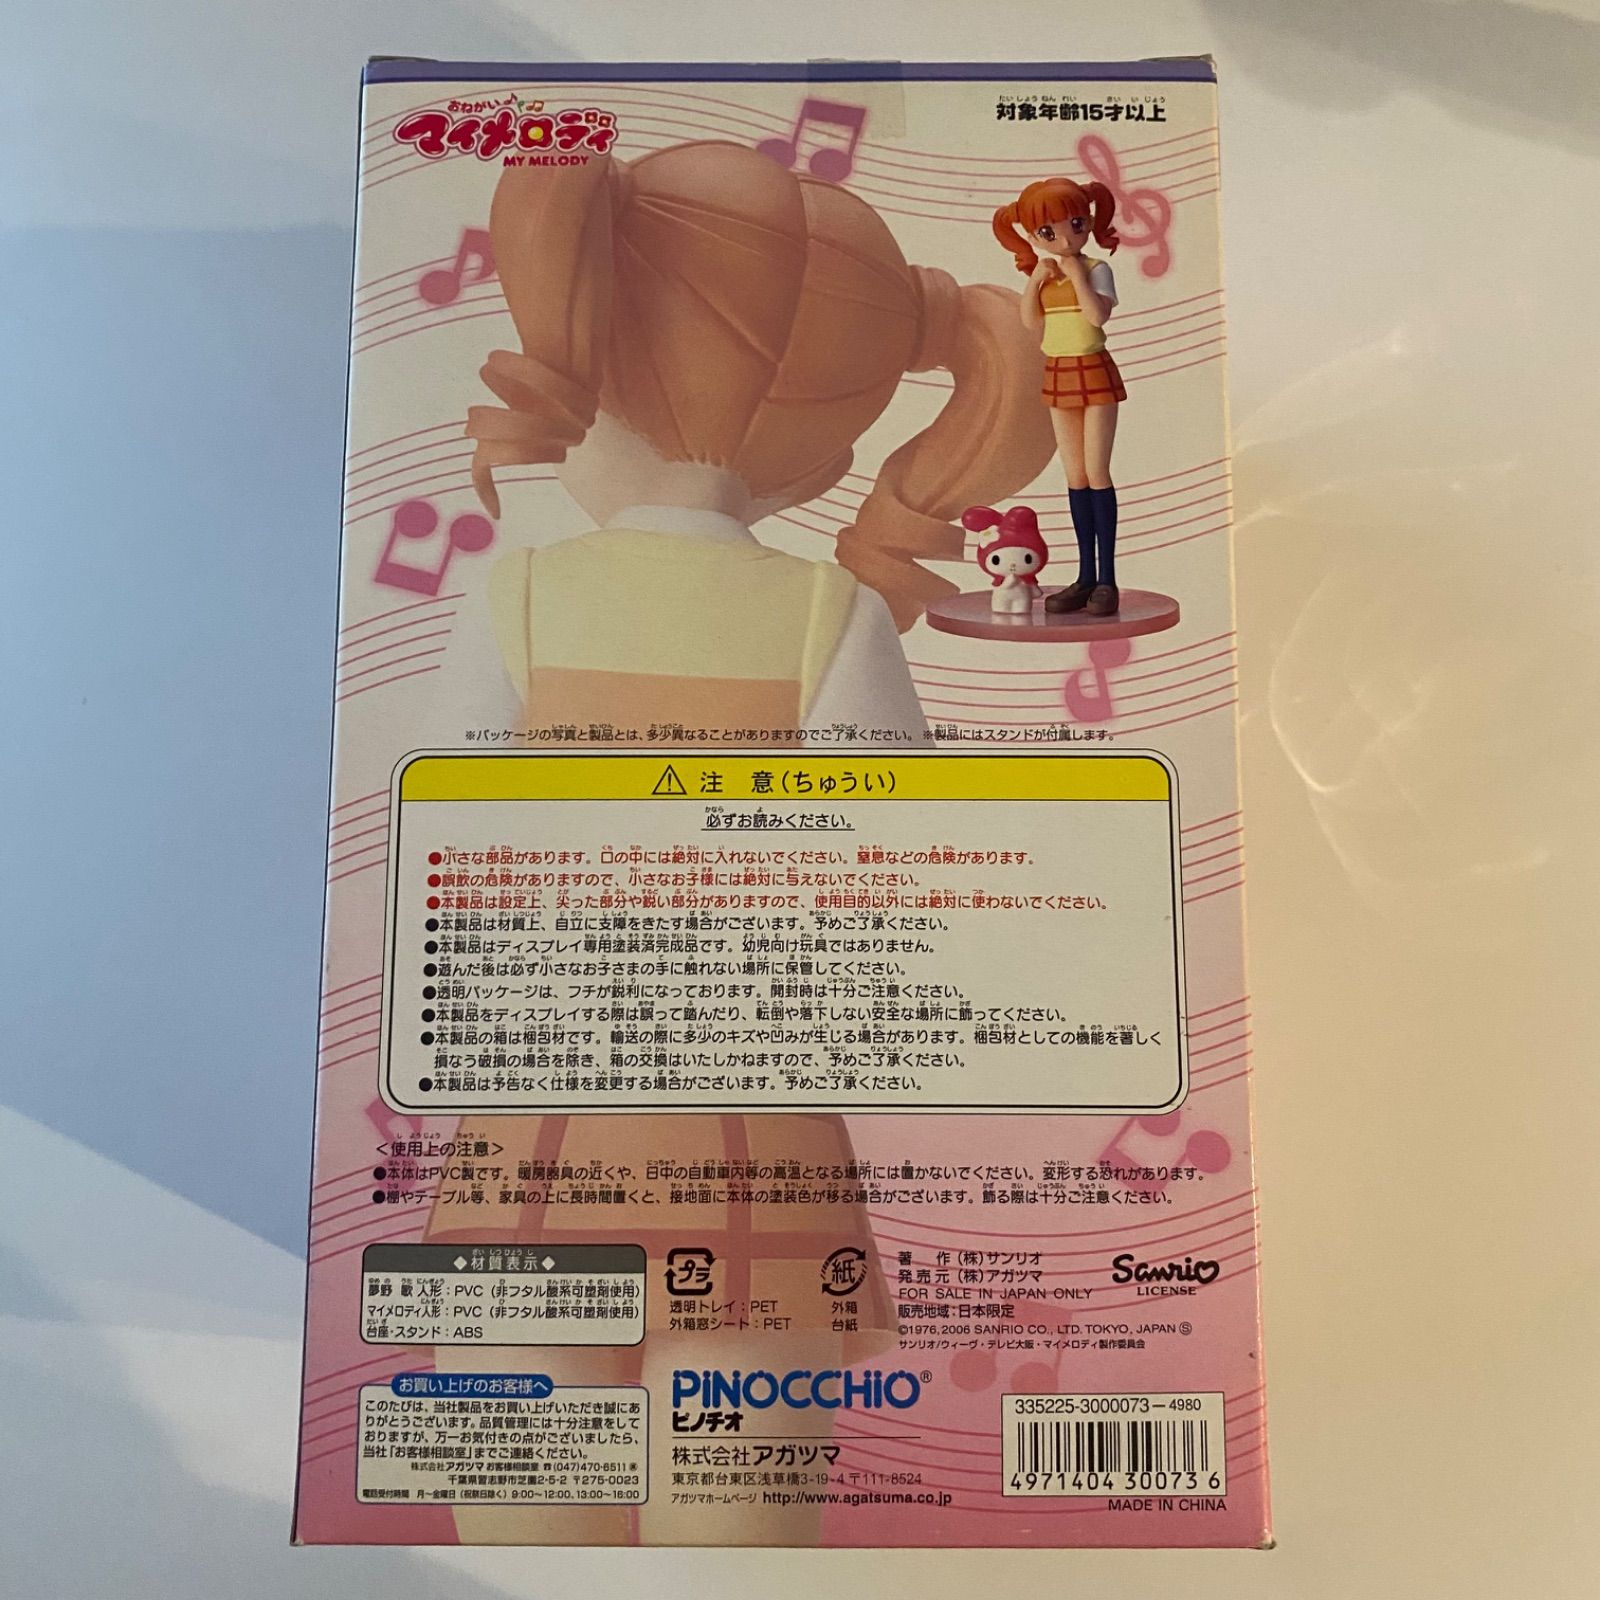 おねがい♪
マイメロディ
MY MELODY
対象年齢15才以上
※パッケージの写真と製品とは、多少異なることがありますのでご了承ください。 ※製品にはスタンドが付属します。
注 意(ちゅうい)
必ずお読みください。
●小さな部品があります。口の中には絶対に入れないでください。窒息などの危険があります。
●誤飲の危険がありますので、小さなお子様には絶対に与えないでください。
●本製品は設定上、尖った部分や鋭い部分がありますので、使用目的以外には絶対に使わないでください。
●本製品は材質上、自立に支障をきたす場合がございます。予めご了承ください。
●本製品はディスプレイ専用塗装済完成品です。幼児向け玩具ではありません。
●遊んだ後は必ず小さなお子さまの手に触れない場所に保管してください。
●透明パッケージは、フチが鋭利になっております。開封時は十分ご注意ください。
●本製品をディスプレイする際は誤って踏んだり、転倒や落下しない安全な場所に飾ってください。
●本製品の箱は梱包材です。輸送の際に多少のキズや凹みが生じる場合があります。梱包材としての機能を著しく
損なう破損の場合を除き、箱の交換はいたしかねますので、予めご了承ください。
●本製品は予告なく仕様を変更する場合がございます。予めご了承ください。
<使用上の注意>
●本体はPVC製です。暖房器具の近くや、日中の自動車内等の高温となる場所には置かないでください。変形する恐れがあります。
●棚やテーブル等、家具の上に長時間置くと、接地面に本体の塗装色が移る場合がございます。飾る際は十分ご注意ください。
◆材質表示◆
夢野 歌 人形：PVC (非フタル酸系可塑剤使用)
マイメロディ人形：PVC (非フタル酸系可塑剤使用)
台座・スタンド：ABS
プラ
透明トレイ：PET
外箱窓シート：PET
紙
外箱
台紙
著 作 (株)サンリオ
発売元 (株)アガツマ
FOR SALE IN JAPAN ONLY
販売地域：日本限定
©1976, 2006 SANRIO CO., LTD. TOKYO, JAPAN Ⓢ
サンリオ/ウィーヴ・テレビ大阪・マイメロディ製作委員会
Sanrio
LICENSE
お買い上げのお客様へ
このたびは、当社製品をお買い上げいただき誠にあ
りがとうございます。品質管理には十分注意をして
おりますが、万一お気付きの点がございましたら、
当社「お客様相談室」までご連絡ください。
株式会社アガツマ お客様相談室 ☎(047)470-6511㈹
千葉県習志野市芝園2-5-2 〒275-0023
電話受付時間 月～金曜日(祝祭日除く) 9:00～12:00、13:00～16:00
PINOCCHIO®
ピノチオ
株式会社アガツマ
東京都台東区浅草橋3-19-4 〒111-8524
アガツマホームページ http://www.agatsuma.co.jp
335225-3000073-4980
4971404300736
MADE IN CHINA